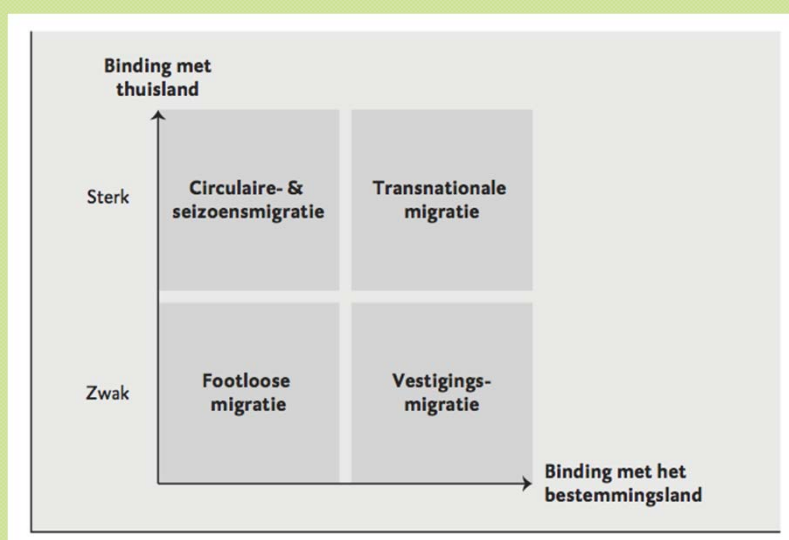 Binding met
thuisland
Sterk
Circulaire- &
seizoensmigratie
Transnationale
migratie
Zwak
Footloose
migratie
Vestigings-
migratie
Binding met het
bestemmingsland